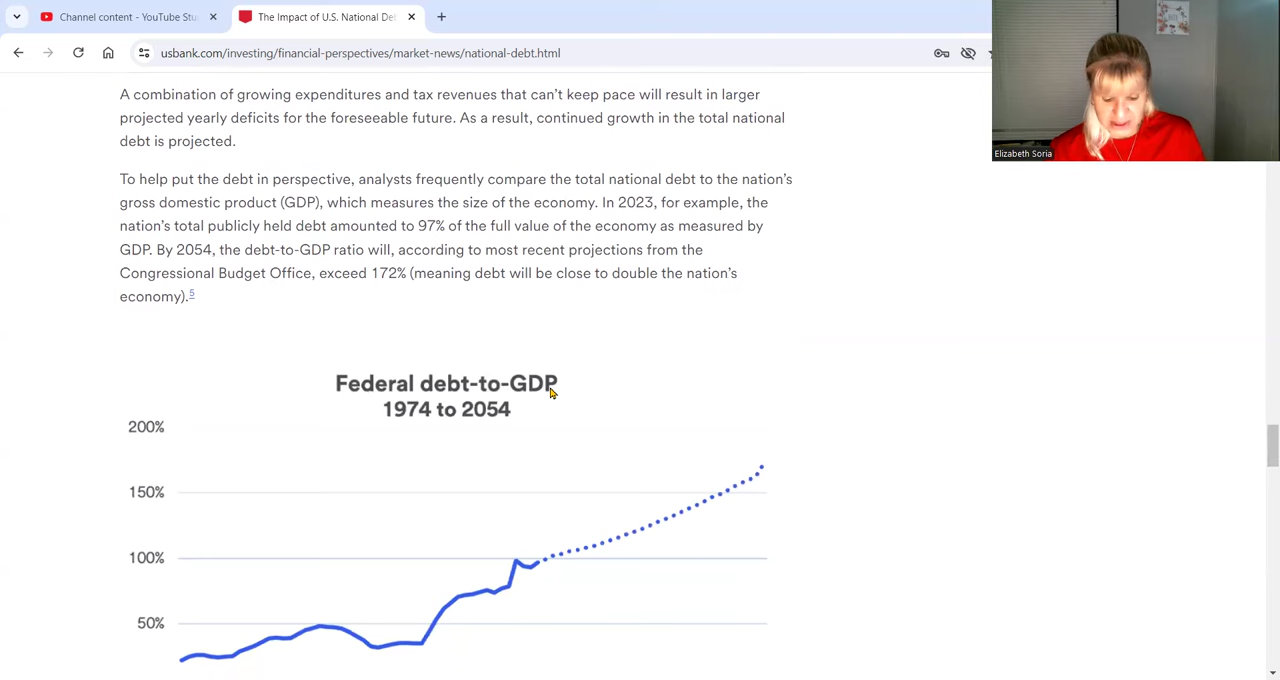 Channel content - YouTube Stu
The Impact of U.S. National De
usbank.com/investing/financial-perspectives/market-news/national-debt.html
Elizabeth Soria
A combination of growing expenditures and tax revenues that can't keep pace will result in larger
projected yearly deficits for the foreseeable future. As a result, continued growth in the total national
debt is projected.
To help put the debt in perspective, analysts frequently compare the total national debt to the nation's
gross domestic product (GDP), which measures the size of the economy. In 2023, for example, the
nation's total publicly held debt amounted to 97% of the full value of the economy as measured by
GDP. By 2054, the debt-to-GDP ratio will, according to most recent projections from the
Congressional Budget Office, exceed 172% (meaning debt will be close to double the nation's
economy).5
Federal debt-to-GDP
1974 to 2054
200%
150%
100%
50%